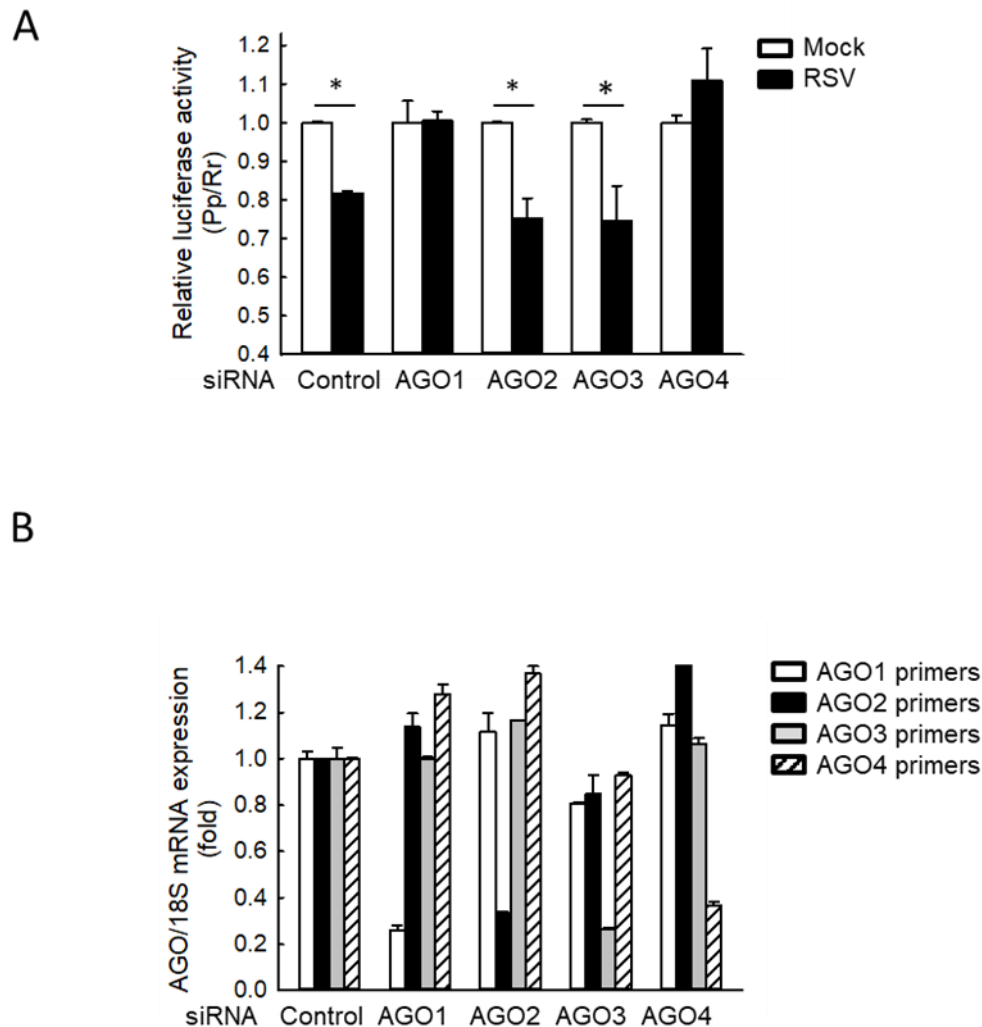 A
Relative luciferase activity
(Pp/Rr)
1.2
1.1
1.0
0.9
0.8
0.7
0.6
0.5
0.4
* * *
Mock
RSV
siRNA Control AGO1 AGO2 AGO3 AGO4
B
AGO/18S mRNA expression
(fold)
1.4
1.2
1.0
0.8
0.6
0.4
0.2
0.0
AGO1 primers
AGO2 primers
AGO3 primers
AGO4 primers
siRNA Control AGO1 AGO2 AGO3 AGO4